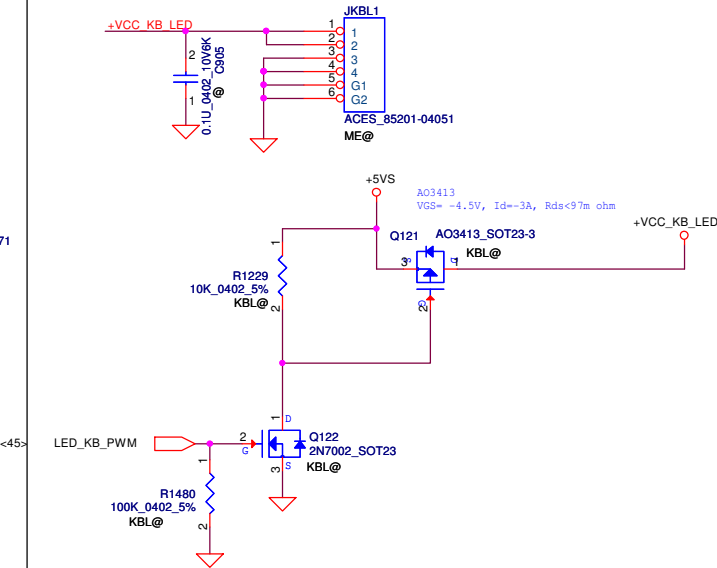 JKBL1
+VCC_KB_LED
1
2
3
4
5
6
1
2
3
4
G1
G2
2
1
0.1U_0402_10V6K
C905
@
ACES_85201-04051
ME@
+5VS
AO3413
VGS= -4.5V, Id=-3A, Rds<97m ohm
+VCC_KB_LED
Q121
AO3413_SOT23-3
KBL@
71
3
S
D
1
G
2
1
R1229
10K_0402_5%
KBL@
2
1
D
<45>
LED_KB_PWM
2
G
Q122
2N7002_SOT23
KBL@
3
S
1
R1480
100K_0402_5%
KBL@
2